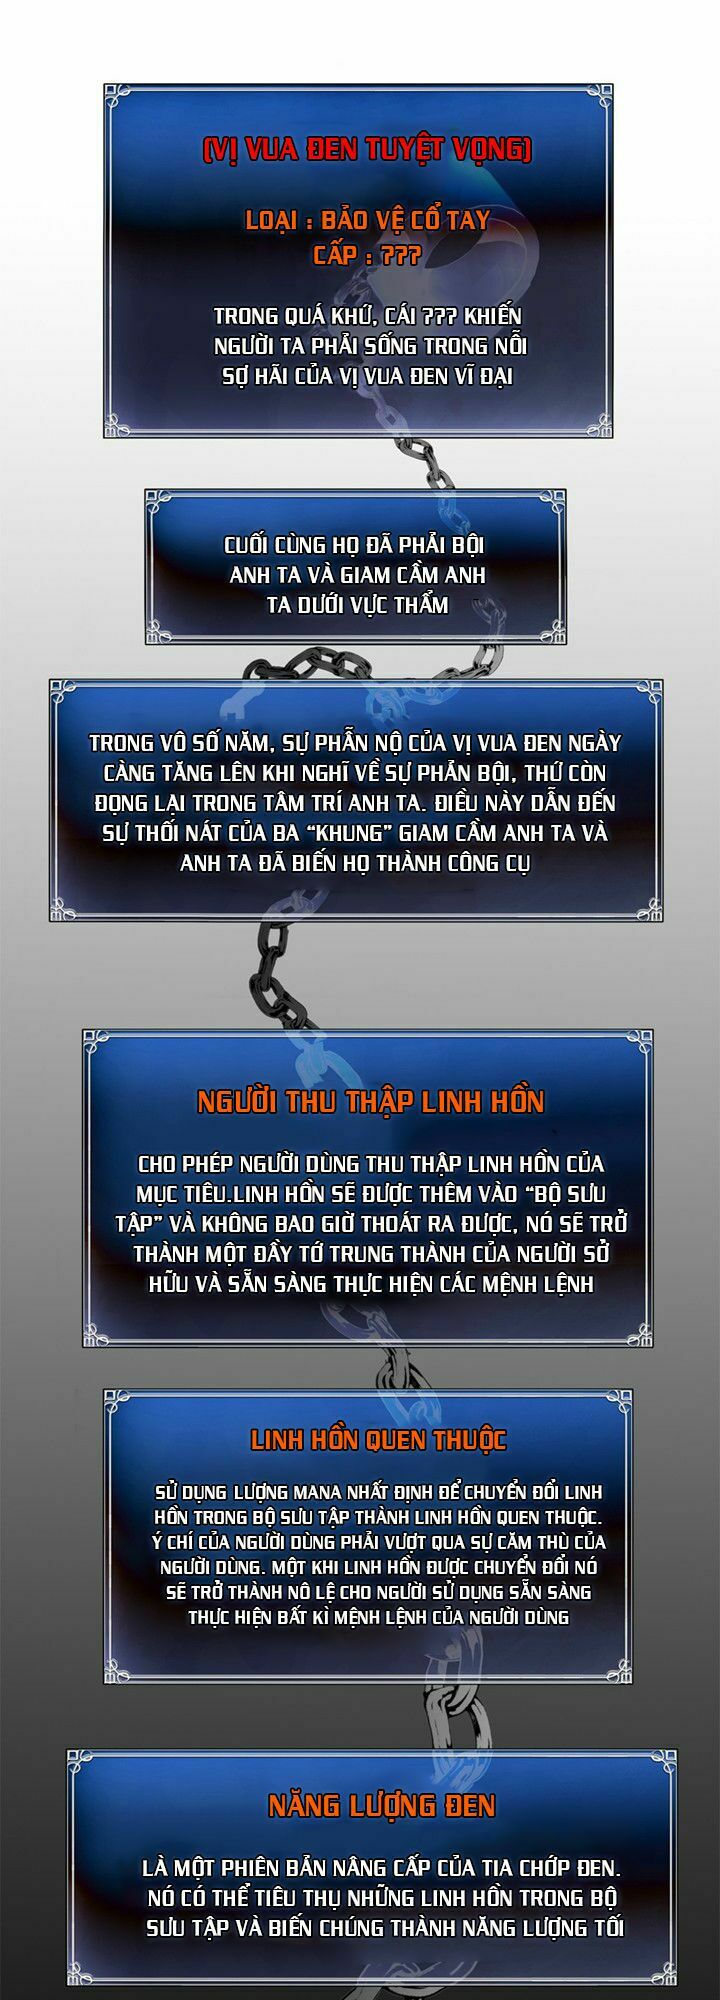 (VỊ VUA ĐEN TUYỆT VỌNG)
LOẠI : BẢO VỆ CỔ TAY
CẤP : ???
TRONG QUÁ KHỨ, CÁI ??? KHIẾN
NGƯỜI TA PHẢI SỐNG TRONG NỖI
SỢ HÃI CỦA VỊ VUA ĐEN VĨ ĐẠI
CUỐI CÙNG HỌ ĐÃ PHẢI BỘI
ANH TA VÀ GIAM CẦM ANH
TA DƯỚI VỰC THẨM
TRONG VÔ SỐ NĂM, SỰ PHẪN NỘ CỦA VỊ VUA ĐEN NGÀY
CÀNG TĂNG LÊN KHI NGHĨ VỀ SỰ PHẢN BỘI, THỨ CÒN
ĐỌNG LẠI TRONG TÂM TRÍ ANH TA. ĐIỀU NÀY DẪN ĐẾN
SỰ THỐI NÁT CỦA BA "KHUNG" GIAM CẦM ANH TA VÀ
ANH TA ĐÃ BIẾN HỌ THÀNH CÔNG CỤ
NGƯỜI THU THẬP LINH HỒN
CHO PHÉP NGƯỜI DÙNG THU THẬP LINH HỒN CỦA
MỤC TIÊU.LINH HỒN SẼ ĐƯỢC THÊM VÀO "BỘ SƯU
TẬP" VÀ KHÔNG BAO GIỜ THOÁT RA ĐƯỢC, NÓ SẼ TRỞ
THÀNH MỘT ĐẦY TỚ TRUNG THÀNH CỦA NGƯỜI SỞ
HỮU VÀ SẴN SÀNG THỰC HIỆN CÁC MỆNH LỆNH
LINH HỒN QUEN THUỘC
SỬ DỤNG LƯỢNG MANA NHẤT ĐỊNH ĐỂ CHUYỂN ĐỔI LINH
HỒN TRONG BỘ SƯU TẬP THÀNH LINH HỒN QUEN THUỘC.
Ý CHÍ CỦA NGƯỜI DÙNG PHẢI VƯỢT QUA SỰ CĂM THÙ CỦA
NGƯỜI DÙNG. MỘT KHI LINH HỒN ĐƯỢC CHUYỂN ĐỔI NÓ
SẼ TRỞ THÀNH NÔ LỆ CHO NGƯỜI SỬ DỤNG SẴN SÀNG
THỰC HIỆN BẤT KÌ MỆNH LỆNH CỦA NGƯỜI DÙNG
NĂNG LƯỢNG ĐEN
LÀ MỘT PHIÊN BẢN NÂNG CẤP CỦA TIA CHỚP ĐEN.
NÓ CÓ THỂ TIÊU THỤ NHỮNG LINH HỒN TRONG BỘ
SƯU TẬP VÀ BIẾN CHÚNG THÀNH NĂNG LƯỢNG TỐI